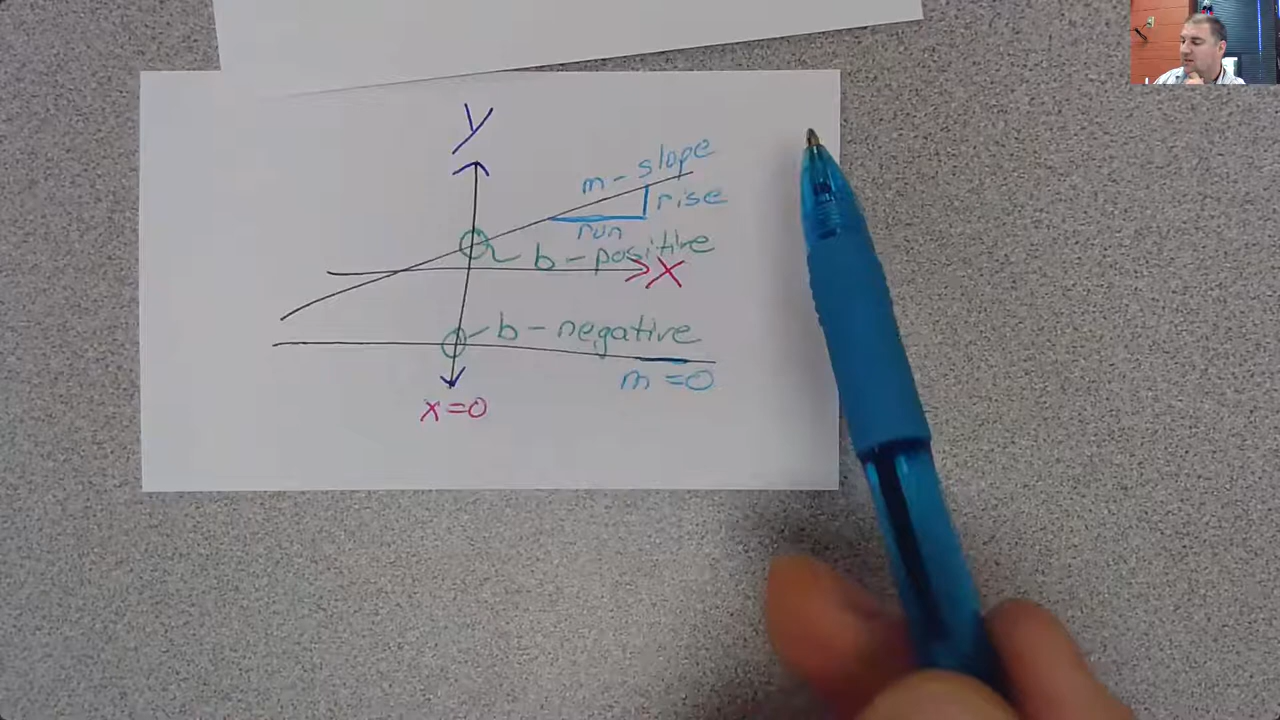 y
m - slope
rise
run
b - positive
X
b - negative
m = 0
x = 0